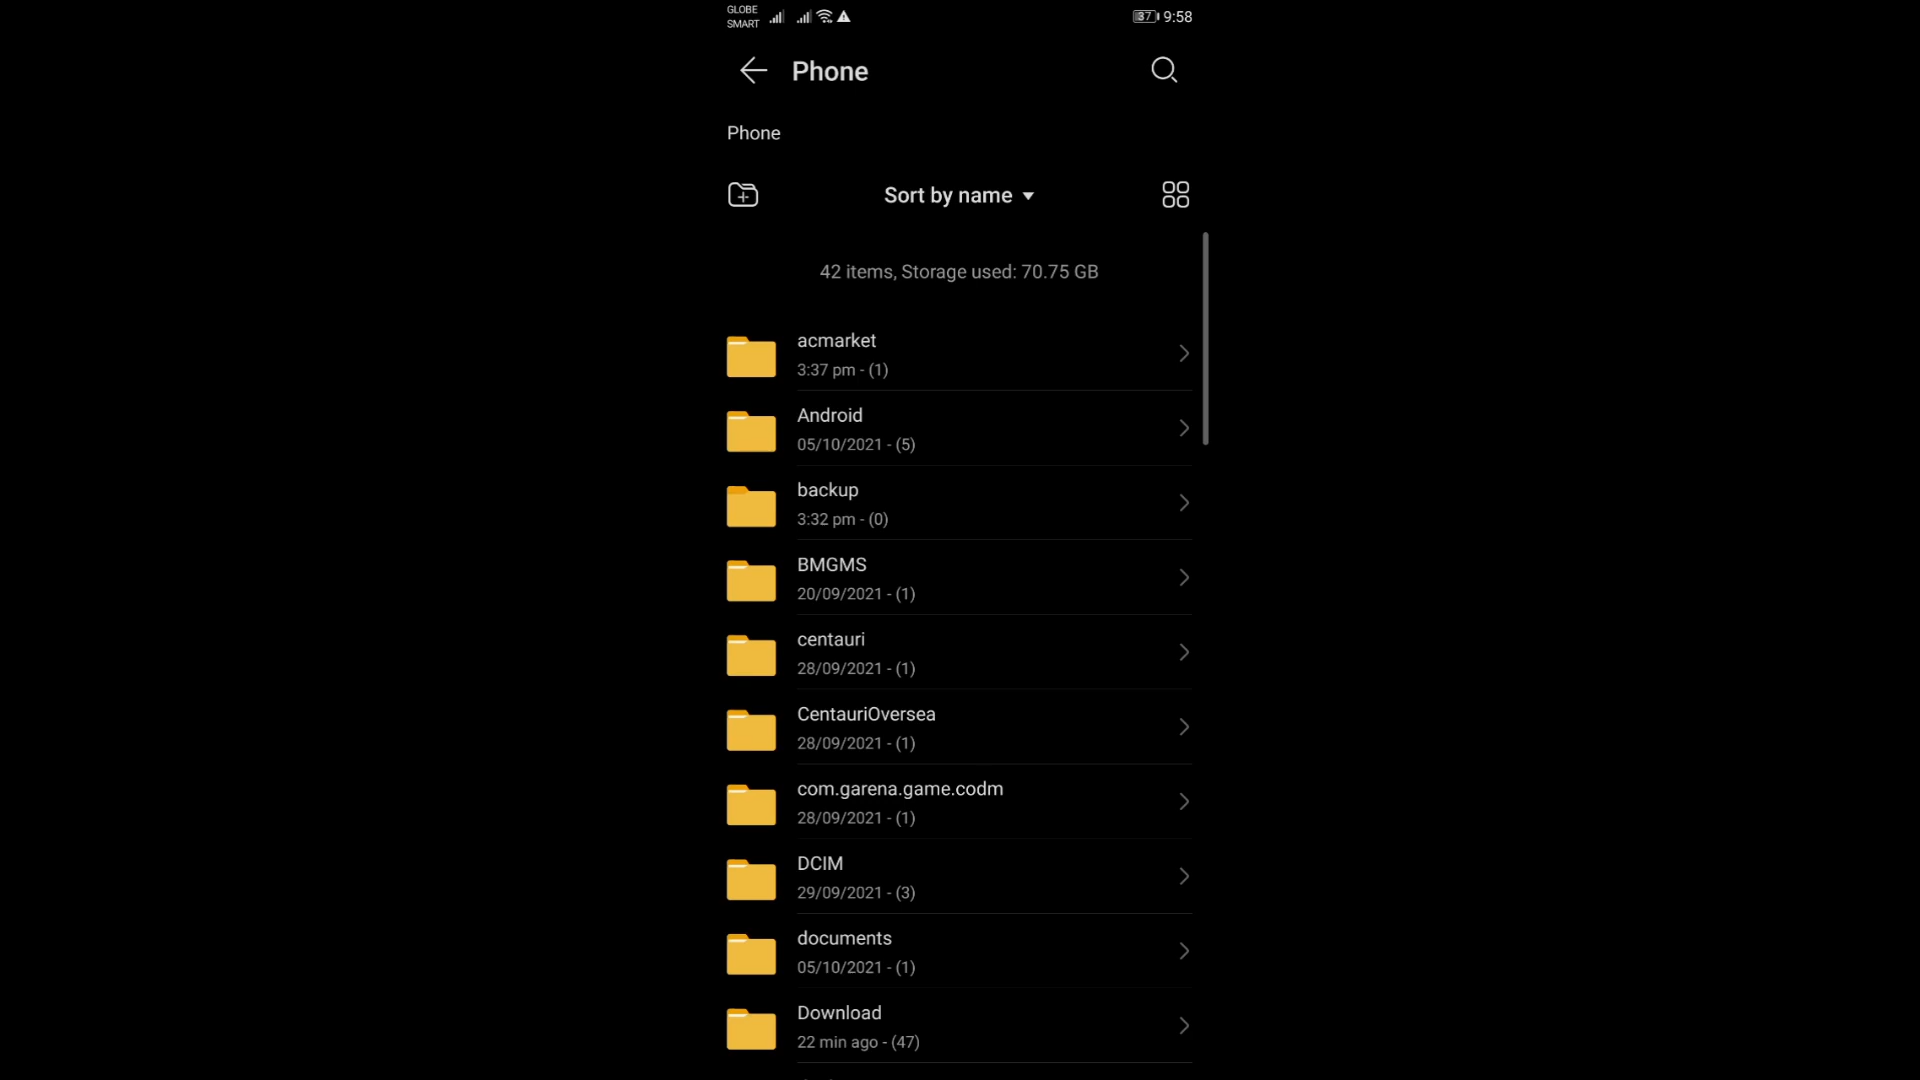 GLOBE
SMART
37 9:58
Phone
Phone
Sort by name
42 items, Storage used: 70.75 GB
acmarket
3:37 pm - (1)
Android
05/10/2021 - (5)
backup
3:32 pm - (0)
BMGMS
20/09/2021 - (1)
centauri
28/09/2021 - (1)
CentauriOversea
28/09/2021 - (1)
com.garena.game.codm
28/09/2021 - (1)
DCIM
29/09/2021 - (3)
documents
05/10/2021 - (1)
Download
22 min ago - (47)